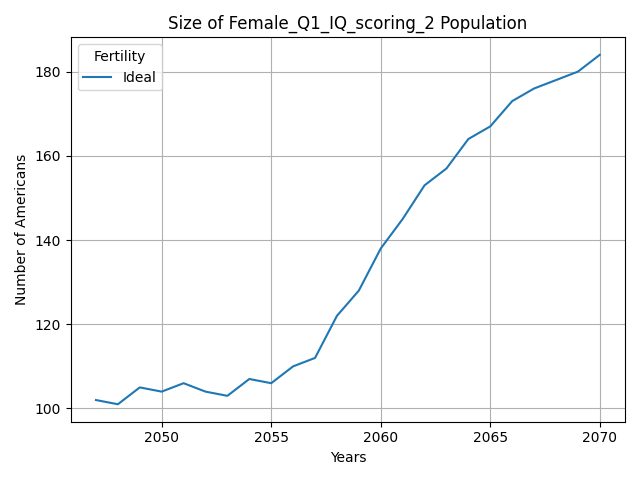 Size of Female_Q1_IQ_scoring_2 Population
Fertility
Ideal
Number of Americans
180
160
140
120
100
2050 2055 2060 2065 2070
Years